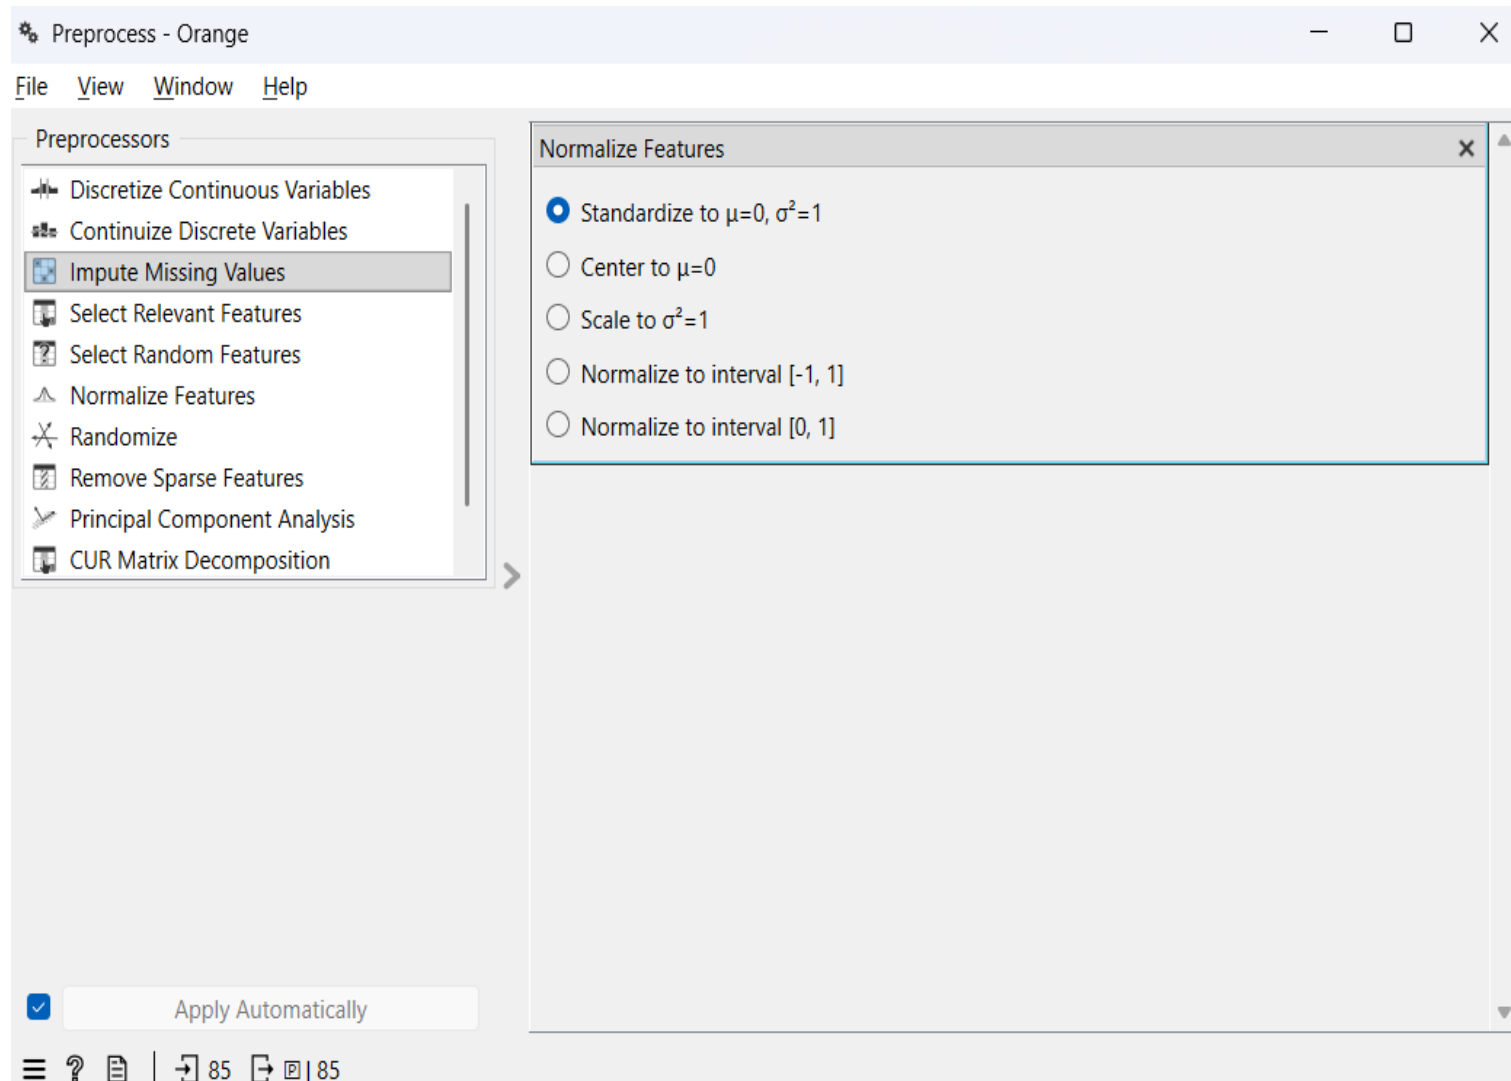 Preprocess - Orange
File View Window Help
Preprocessors
Discretize Continuous Variables
Continuize Discrete Variables
Impute Missing Values
Select Relevant Features
Select Random Features
Normalize Features
Randomize
Remove Sparse Features
Principal Component Analysis
CUR Matrix Decomposition
Normalize Features
Standardize to μ=0, σ²=1
Center to μ=0
Scale to σ²=1
Normalize to interval [-1, 1]
Normalize to interval [0, 1]
Apply Automatically
85 P | 85